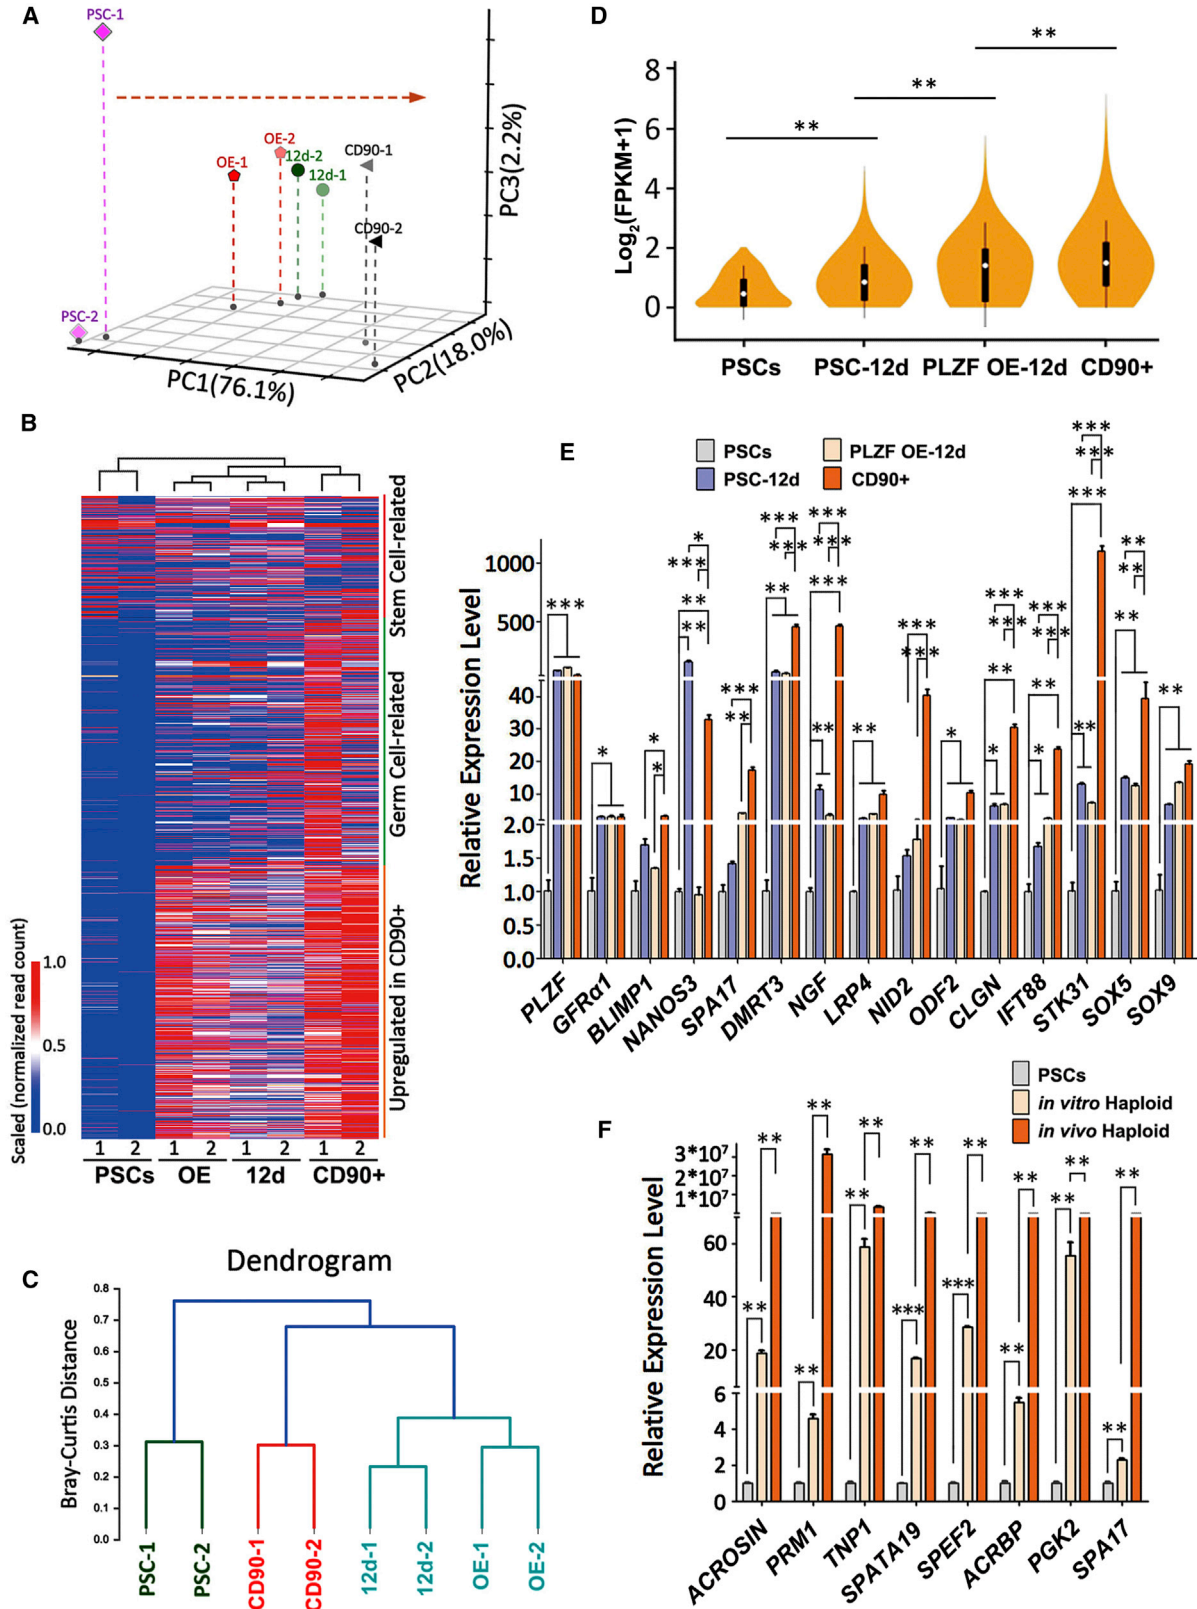 A
PSC-1
OE-1
OE-2
12d-2
12d-1
CD90-1
CD90-2
PSC-2
PC1(76.1%)
PC2(18.0%)
PC3(2.2%)
D
** ** **
Log2(FPKM+1)
8
6
4
2
0
PSCs PSC-12d PLZF OE-12d CD90+
B
Stem Cell-related
Germ Cell-related
Upregulated in CD90+
Scaled (normalized read count)
1.0
0.5
0.0
1 2 1 2 1 2 1 2
PSCs OE 12d CD90+
E
PSCs
PSC-12d
PLZF OE-12d
CD90+
Relative Expression Level
1000
500
40
30
20
10
2.0
1.5
1.0
0.5
0.0
PLZF GFRα1 BLIMP1 NANOS3 SPA17 DMRT3 NGF LRP4 NID2 ODF2 CLGN IFT88 STK31 SOX5 SOX9
C
Dendrogram
Bray-Curtis Distance
0.8
0.7
0.6
0.5
0.4
0.3
0.2
0.1
0.0
PSC-1 PSC-2 CD90-1 CD90-2 12d-1 12d-2 OE-1 OE-2
F
PSCs
in vitro Haploid
in vivo Haploid
Relative Expression Level
3*10⁷
2*10⁷
1*10⁷
60
40
20
6
4
2
0
ACROSIN PRM1 TNP1 SPATA19 SPEF2 ACRBP PGK2 SPA17